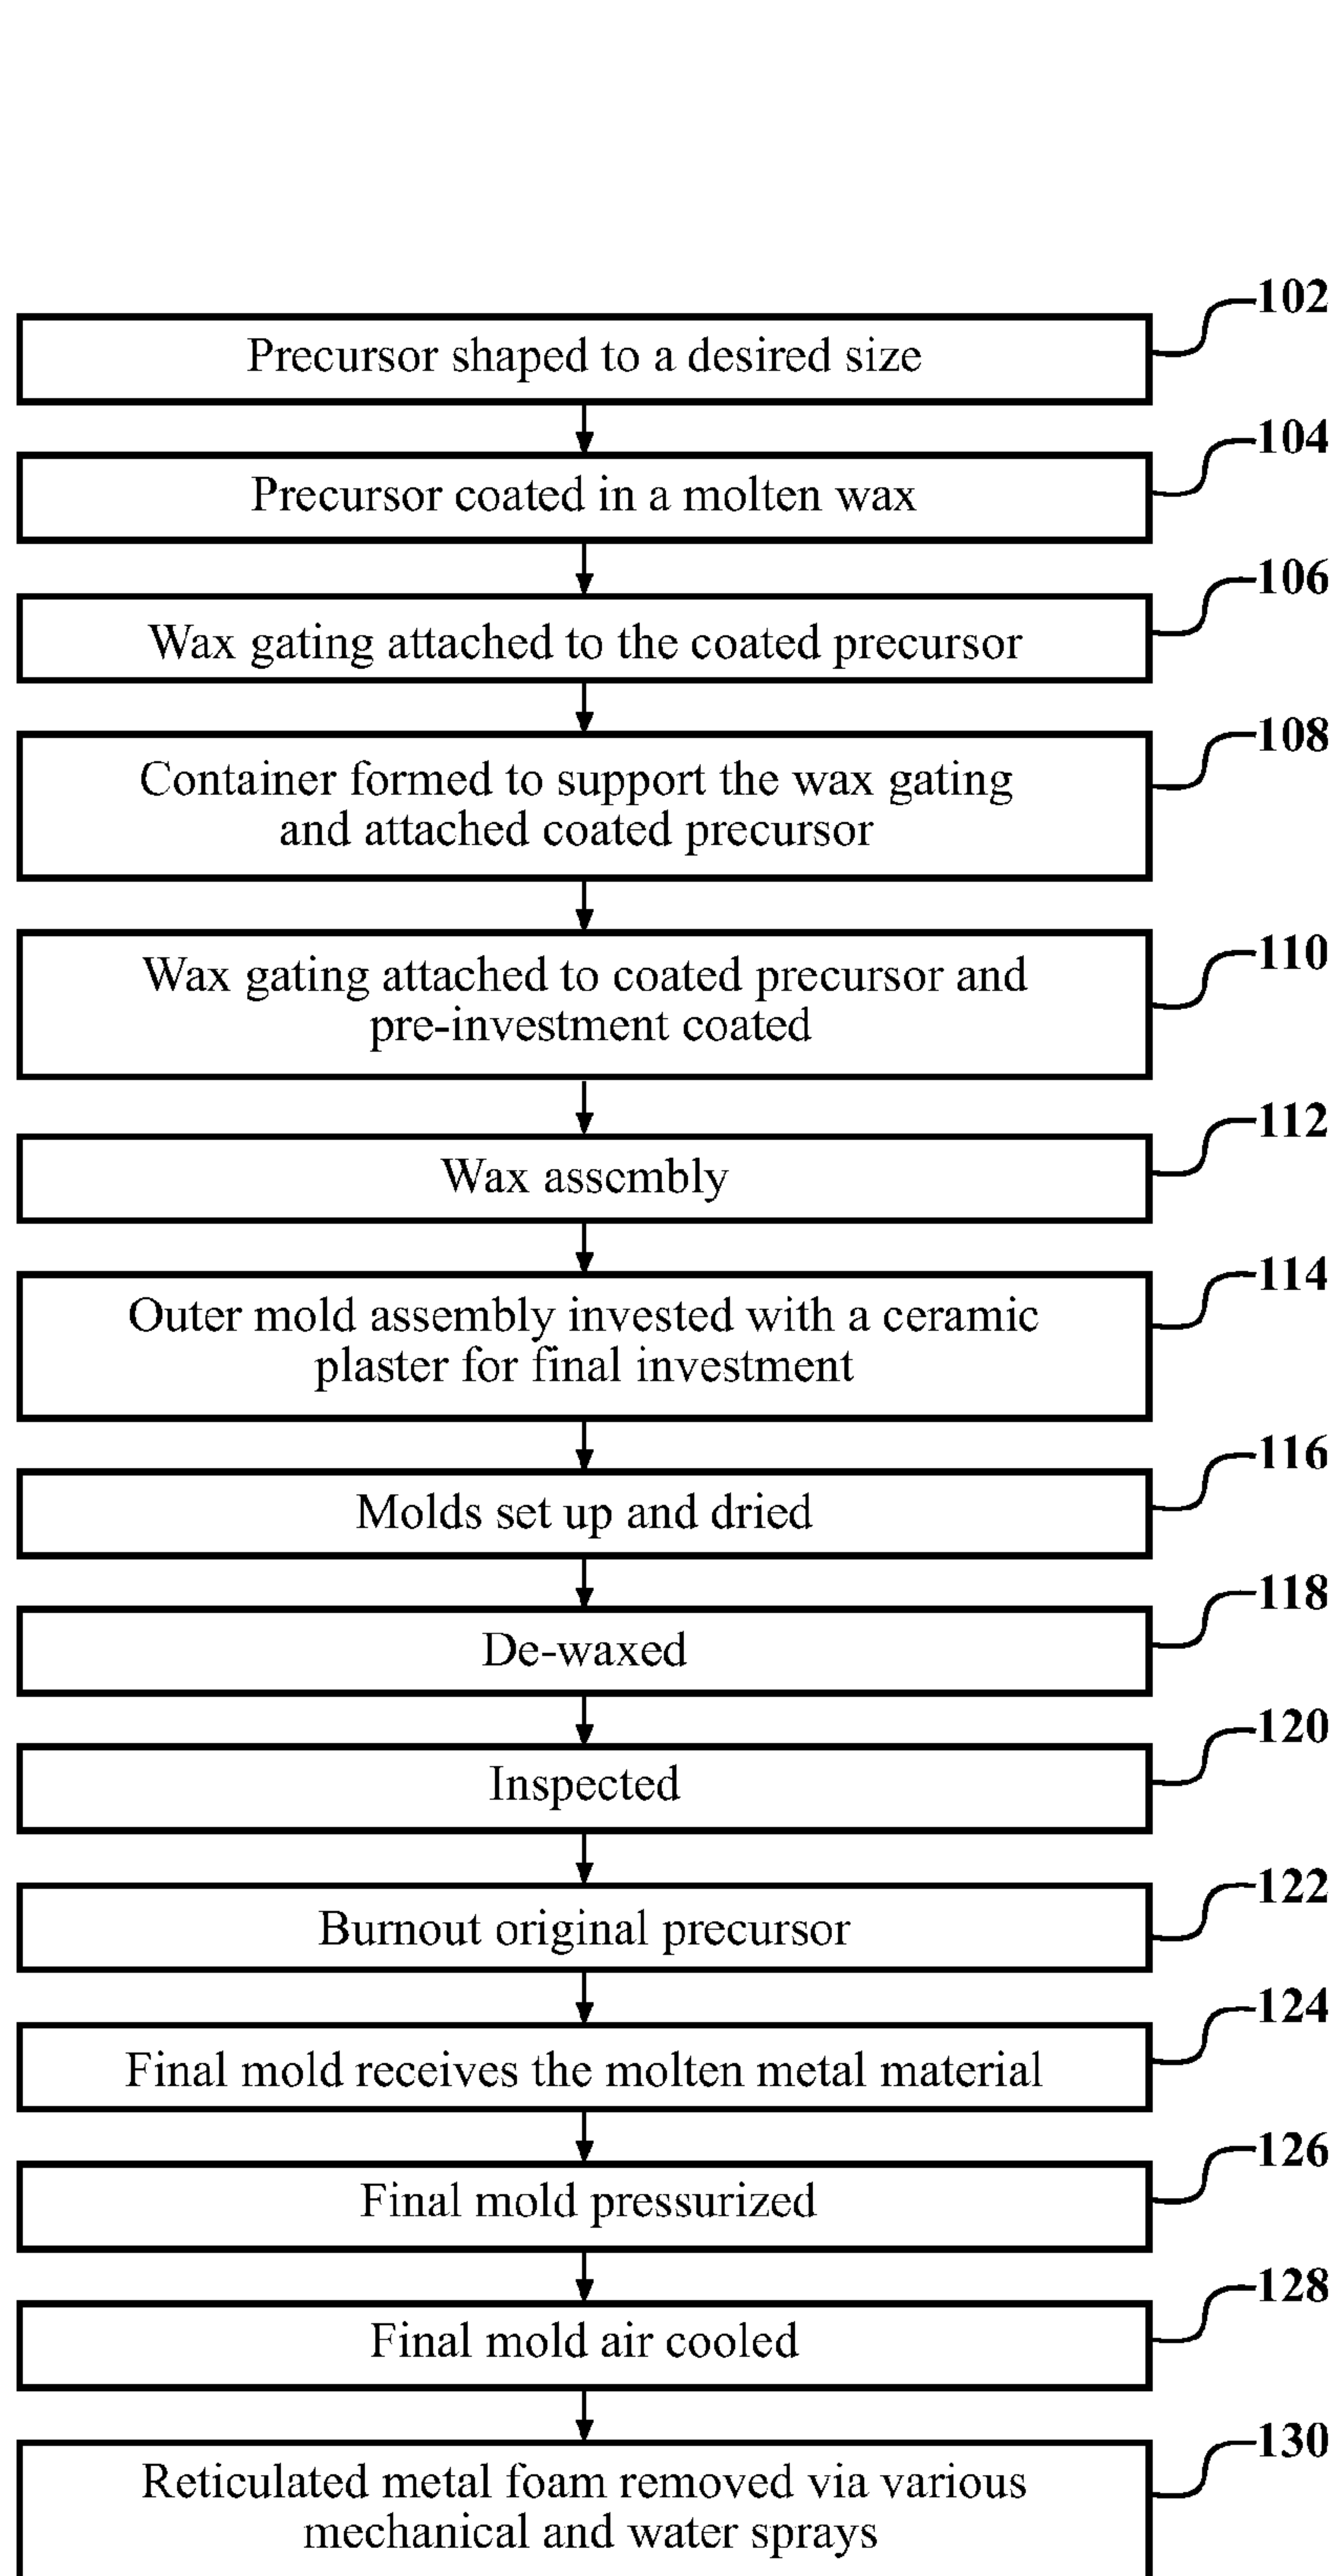 102
Precursor shaped to a desired size
104
Precursor coated in a molten wax
106
Wax gating attached to the coated precursor
108
Container formed to support the wax gating
and attached coated precursor
110
Wax gating attached to coated precursor and
pre-investment coated
112
Wax assembly
114
Outer mold assembly invested with a ceramic
plaster for final investment
116
Molds set up and dried
118
De-waxed
120
Inspected
122
Burnout original precursor
124
Final mold receives the molten metal material
126
Final mold pressurized
128
Final mold air cooled
130
Reticulated metal foam removed via various
mechanical and water sprays